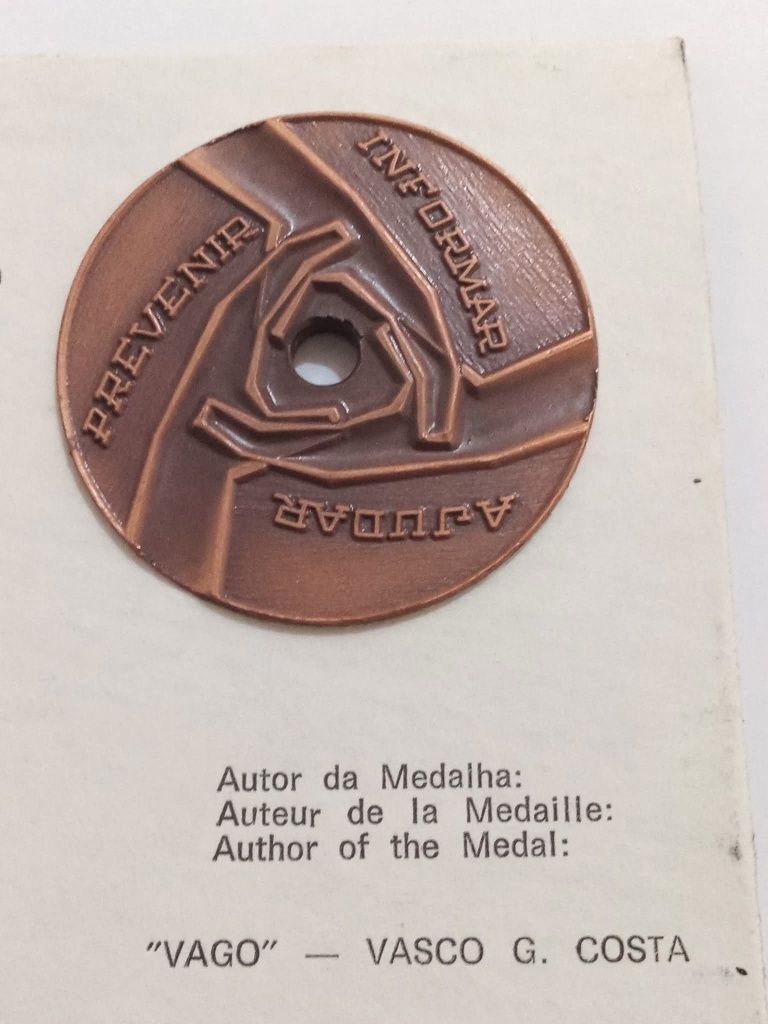 INFORMAR
PREVENIR
AJUDAR
Autor da Medalha:
Auteur de la Medaille:
Author of the Medal:
"VAGO" — VASCO G. COSTA